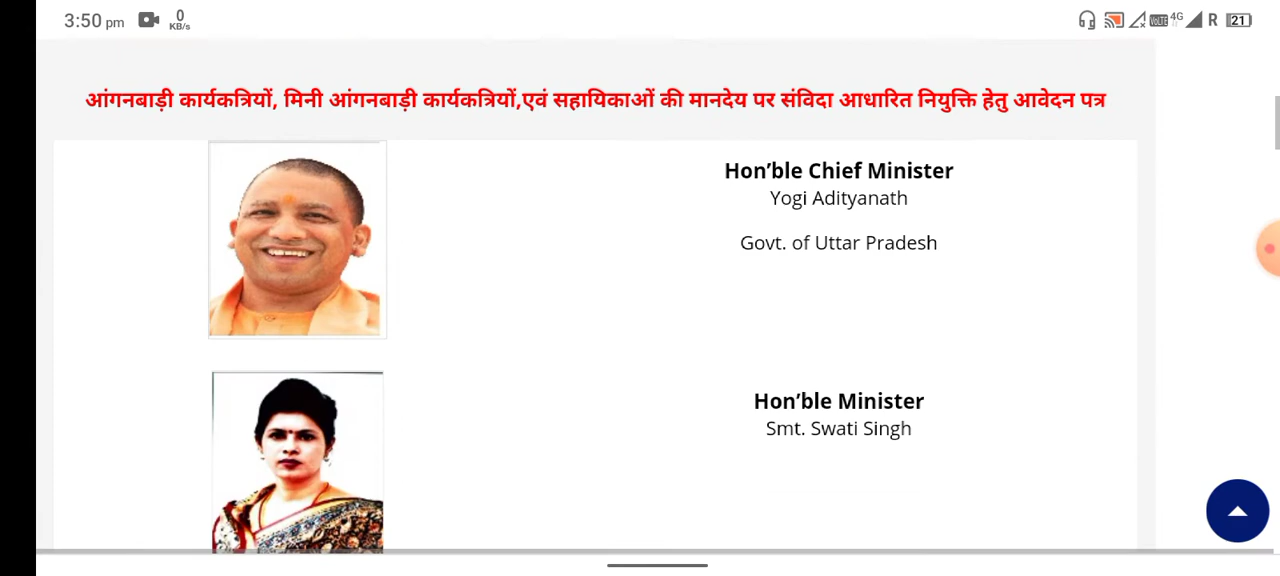 3:50 pm 0 KB/s 4G VoLTE R 21
आंगनबाड़ी कार्यकत्रियों, मिनी आंगनबाड़ी कार्यकत्रियों,एवं सहायिकाओं की मानदेय पर संविदा आधारित नियुक्ति हेतु आवेदन पत्र
Hon’ble Chief Minister
Yogi Adityanath
Govt. of Uttar Pradesh
Hon’ble Minister
Smt. Swati Singh